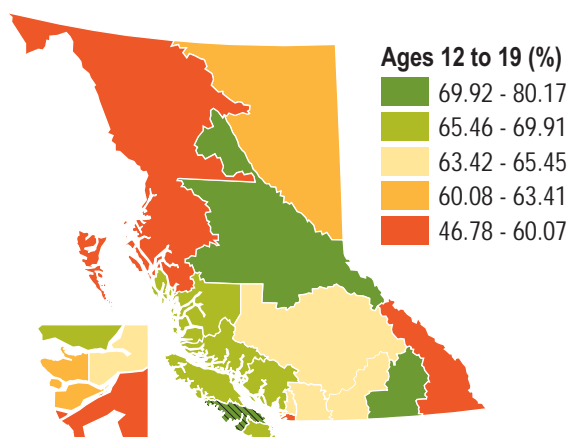 Ages 12 to 19 (%)
69.92 - 80.17
65.46 - 69.91
63.42 - 65.45
60.08 - 63.41
46.78 - 60.07